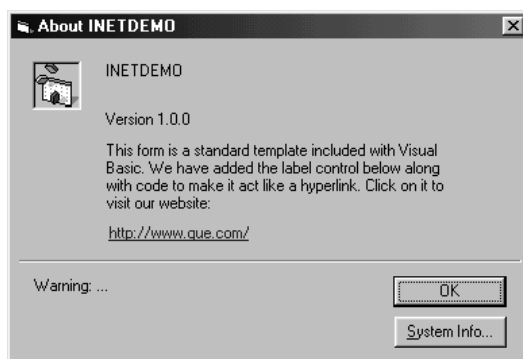 About INETDEMO
INETDEMO
Version 1.0.0
This form is a standard template included with Visual
Basic. We have added the label control below along
with code to make it act like a hyperlink. Click on it to
visit our website:
http://www.que.com/
Warning: ...
OK
System Info...